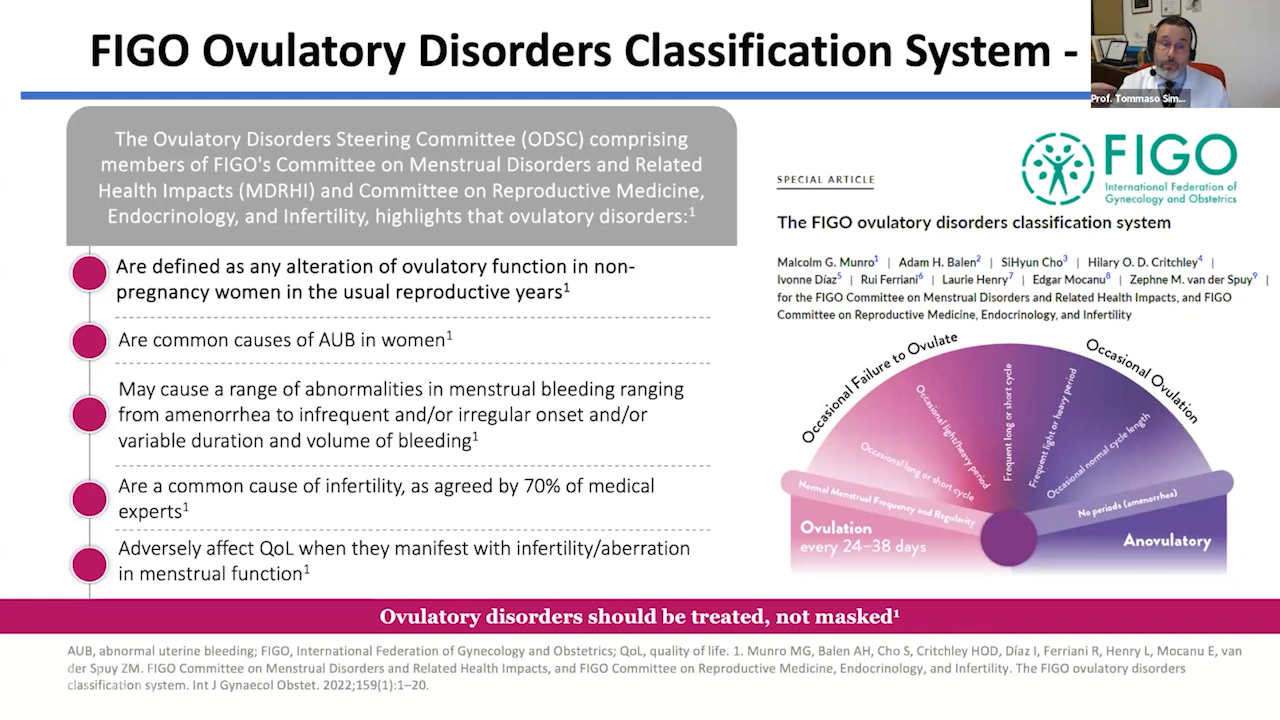 FIGO Ovulatory Disorders Classification System -
Prof. Tommaso Sim...
The Ovulatory Disorders Steering Committee (ODSC) comprising
members of FIGO's Committee on Menstrual Disorders and Related
Health Impacts (MDRHI) and Committee on Reproductive Medicine,
Endocrinology, and Infertility, highlights that ovulatory disorders:¹
Are defined as any alteration of ovulatory function in non-
pregnancy women in the usual reproductive years¹
Are common causes of AUB in women¹
May cause a range of abnormalities in menstrual bleeding ranging
from amenorrhea to infrequent and/or irregular onset and/or
variable duration and volume of bleeding¹
Are a common cause of infertility, as agreed by 70% of medical
experts¹
Adversely affect QoL when they manifest with infertility/aberration
in menstrual function¹
FIGO
International Federation of
Gynecology and Obstetrics
SPECIAL ARTICLE
The FIGO ovulatory disorders classification system
Malcolm G. Munro¹ | Adam H. Balen² | SiHyun Cho³ | Hilary O. D. Critchley⁴ |
Ivonne Díaz⁵ | Rui Ferriani⁶ | Laurie Henry⁷ | Edgar Mocanu⁸ | Zephne M. van der Spuy⁹ |
for the FIGO Committee on Menstrual Disorders and Related Health Impacts, and FIGO
Committee on Reproductive Medicine, Endocrinology, and Infertility
Occasional Failure to Ovulate
Occasional Ovulation
Normal Menstrual Frequency and Regularity
Occasional long or short cycle
Occasional light/heavy period
Frequent long or short cycle
Frequent light or heavy period
Occasional normal cycle length
No periods (amenorrhea)
Ovulation
every 24–38 days
Anovulatory
Ovulatory disorders should be treated, not masked¹
AUB, abnormal uterine bleeding; FIGO, International Federation of Gynecology and Obstetrics; QoL, quality of life. 1. Munro MG, Balen AH, Cho S, Critchley HOD, Díaz I, Ferriani R, Henry L, Mocanu E, van
der Spuy ZM. FIGO Committee on Menstrual Disorders and Related Health Impacts, and FIGO Committee on Reproductive Medicine, Endocrinology, and Infertility. The FIGO ovulatory disorders
classification system. Int J Gynaecol Obstet. 2022;159(1):1–20.